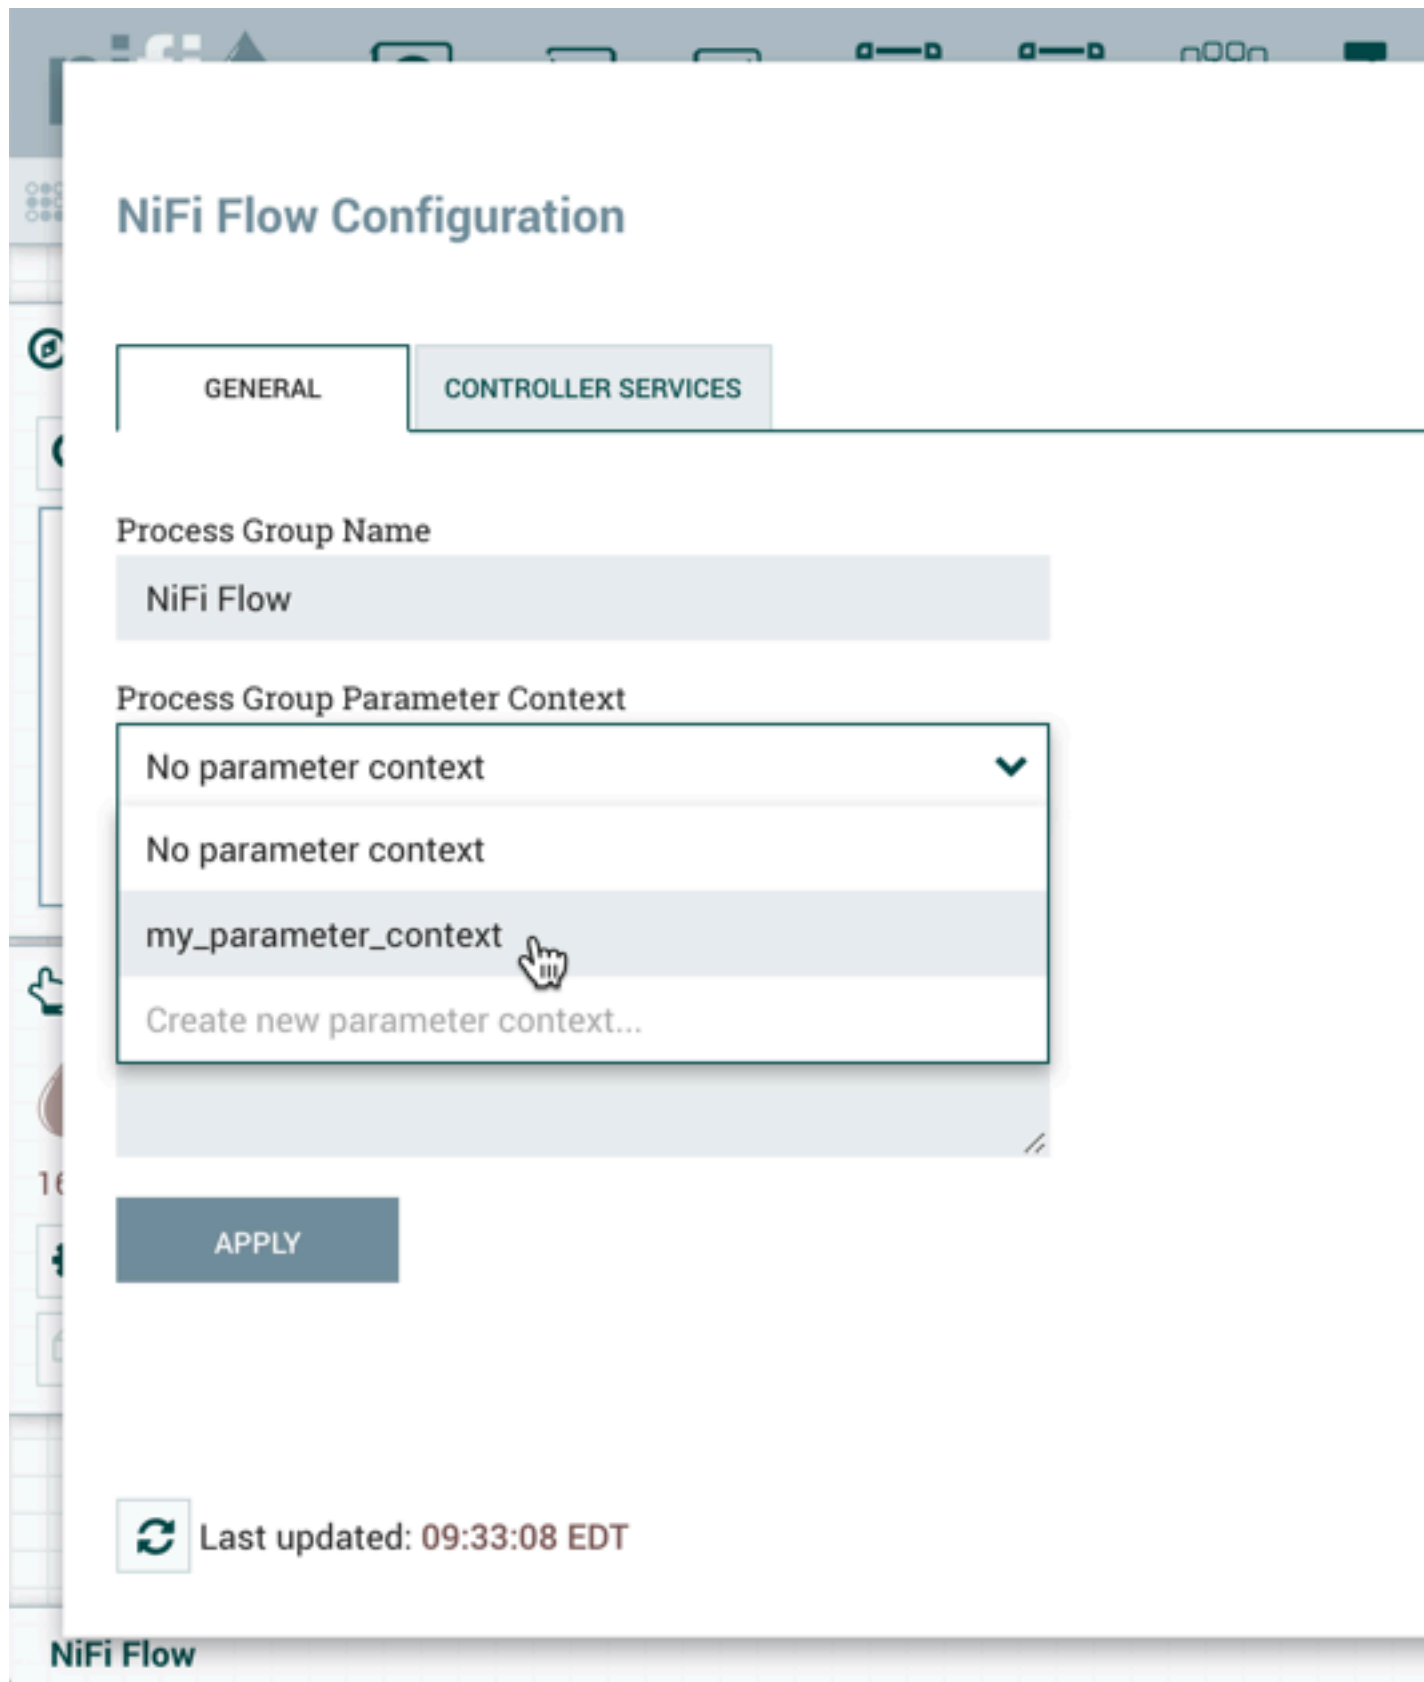 NiFi Flow Configuration
GENERAL
CONTROLLER SERVICES
Process Group Name
NiFi Flow
Process Group Parameter Context
No parameter context
No parameter context
my_parameter_context
Create new parameter context...
APPLY
Last updated: 09:33:08 EDT
NiFi Flow